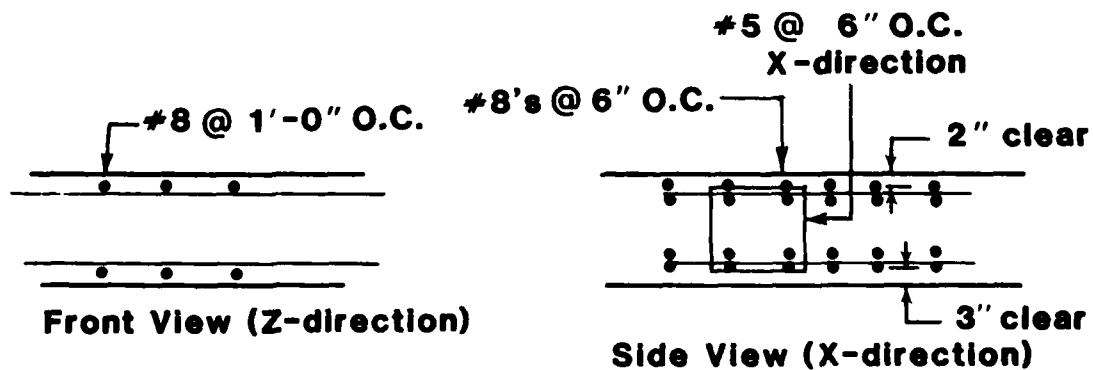 #5 @ 6" O.C.
X-direction
#8 @ 1'-0" O.C.
#8's @ 6" O.C.
2" clear
3" clear
Front View (Z-direction)
Side View (X-direction)